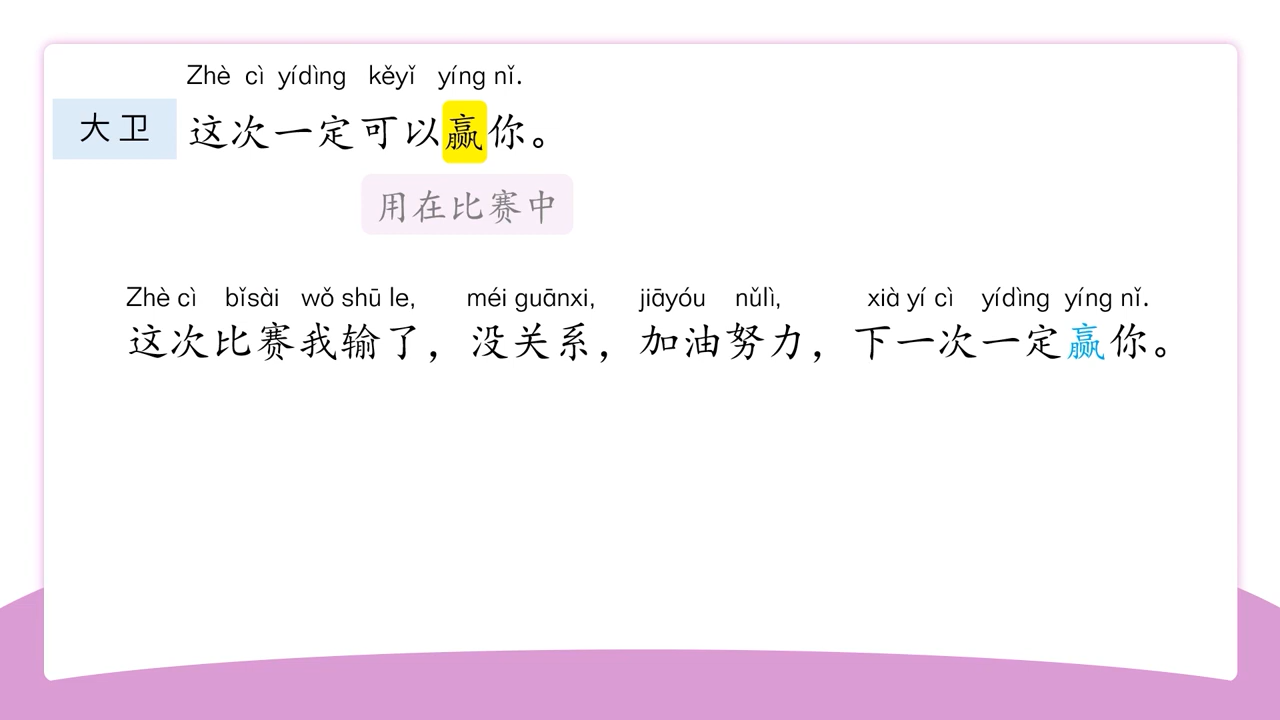 Zhè cì yídìng kěyǐ yíng nǐ.
大卫 这次一定可以赢你。
用在比赛中
Zhè cì bǐsài wǒ shū le, méi guānxi, jiāyóu nǔlì, xià yí cì yídìng yíng nǐ.
这次比赛我输了，没关系，加油努力，下一次一定赢你。